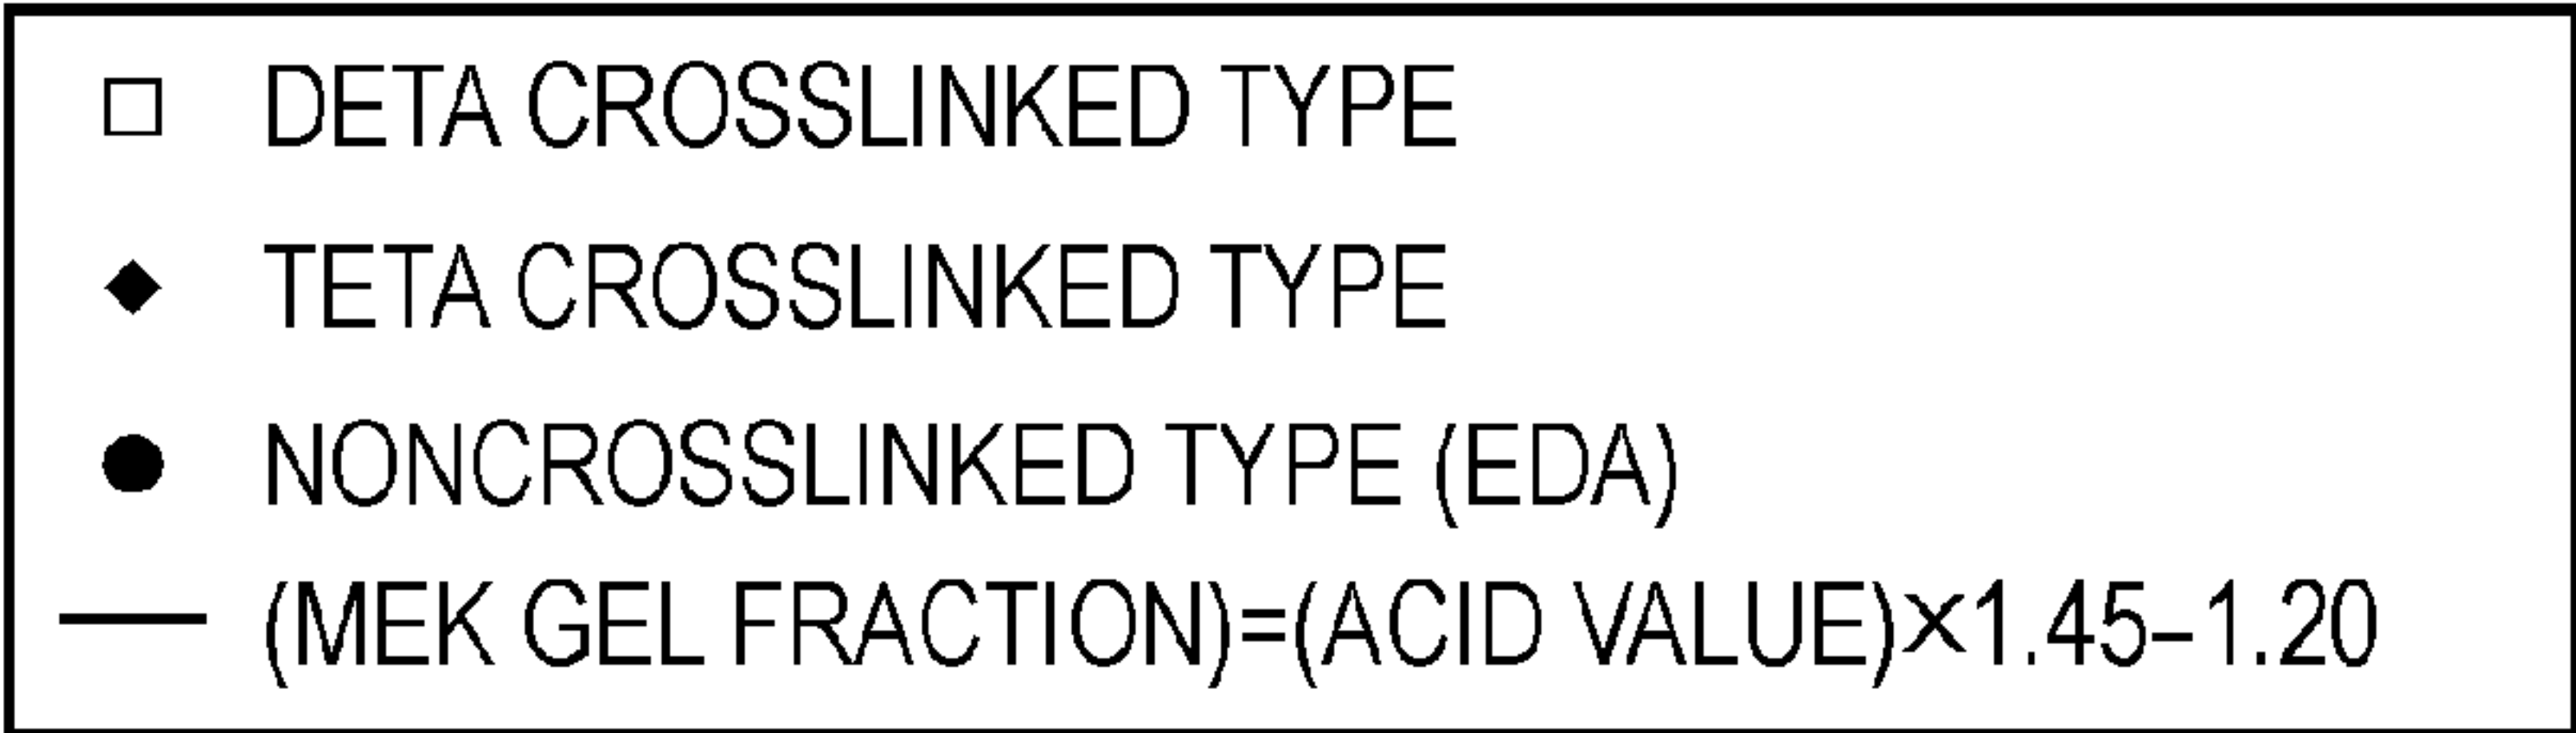 DETA CROSSLINKED TYPE
TETA CROSSLINKED TYPE
NONCROSSLINKED TYPE (EDA)
(MEK GEL FRACTION)=(ACID VALUE)×1.45–1.20